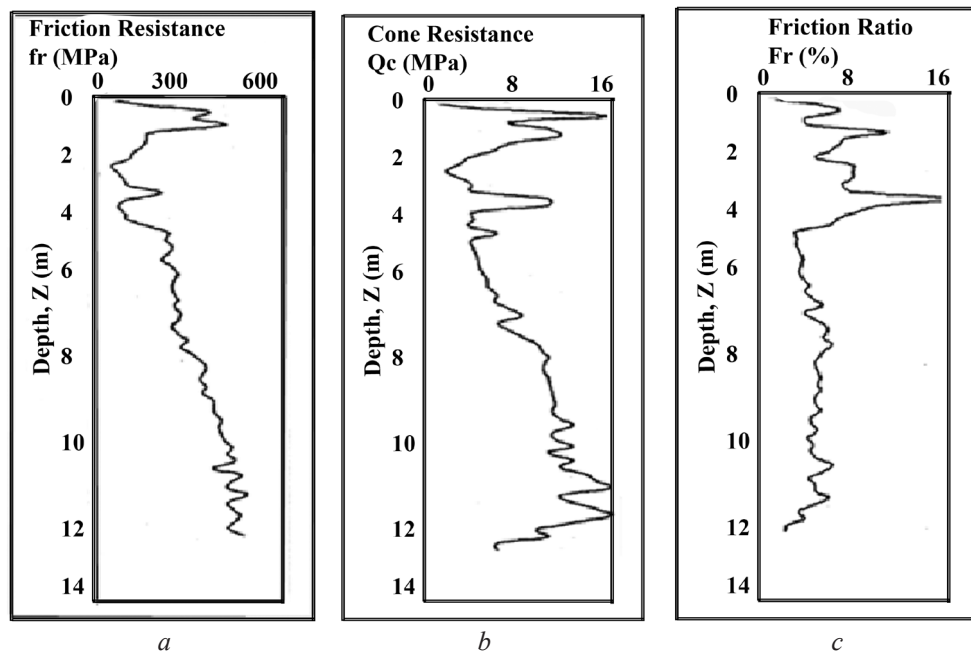 Friction Resistance
fr (MPa)
0 300 600
0
2
4
6
8
10
12
14
Depth, Z (m)
a
Cone Resistance
Qc (MPa)
0 8 16
0
2
4
6
8
10
12
14
Depth, Z (m)
b
Friction Ratio
Fr (%)
0 8 16
0
2
4
6
8
10
12
14
Depth, Z (m)
c